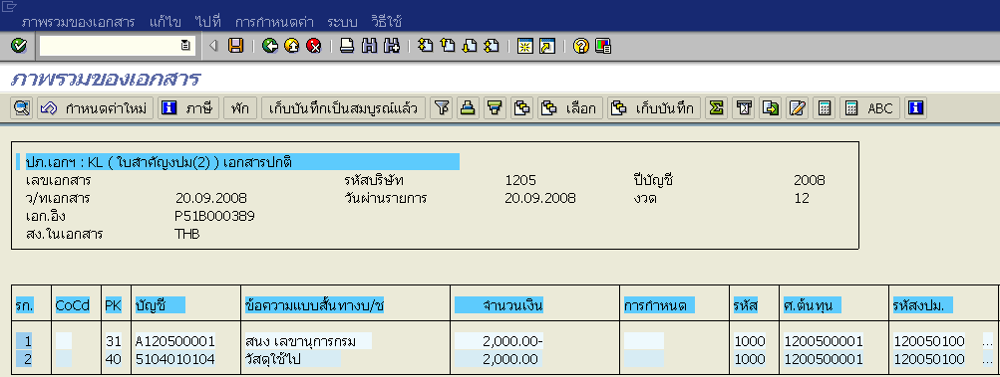 ภาพรวมของเอกสาร แก้ไข ไปที่ การกำหนดค่า ระบบ วิธีใช้
ภาพรวมของเอกสาร
กำหนดค่าใหม่ ภาษี พัก เก็บบันทึกเป็นสมบูรณ์แล้ว เลือก เก็บบันทึก ABC
ปภ.เอกฯ : KL ( ใบสำคัญงปม(2) ) เอกสารปกติ
เลขเอกสาร รหัสบริษัท 1205 ปีบัญชี 2008
ว/ทเอกสาร 20.09.2008 วันผ่านรายการ 20.09.2008 งวด 12
เอก.อิง P51B000389
สง.ในเอกสาร THB
รก. CoCd PK บัญชี ข้อความแบบสั้นทางบ/ช จำนวนเงิน การกำหนด รหัส ศ.ต้นทุน รหัสงปม.
1 31 A120500001 สนง เลขานุการกรม 2,000.00- 1000 1200500001 120050100 ...
2 40 5104010104 วัสดุใช้ไป 2,000.00 1000 1200500001 120050100 ...